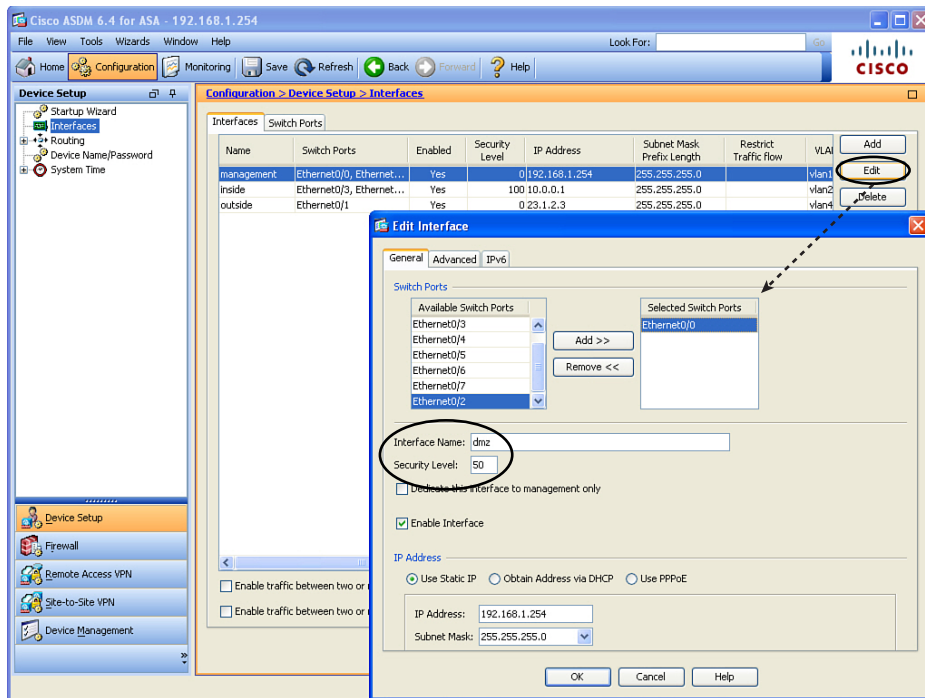 Cisco ASDM 6.4 for ASA - 192.168.1.254
File View Tools Wizards Window Help Look For: Go
Home Configuration Monitoring Save Refresh Back Forward Help
CISCO
Device Setup
Startup Wizard
Interfaces
Routing
Device Name/Password
System Time
Device Setup
Firewall
Remote Access VPN
Site-to-Site VPN
Device Management
Configuration > Device Setup > Interfaces
Interfaces Switch Ports
Name Switch Ports Enabled Security Level IP Address Subnet Mask Prefix Length Restrict Traffic flow VLA
management Ethernet0/0, Ethernet... Yes 0 192.168.1.254 255.255.255.0 vlan1
inside Ethernet0/3, Ethernet... Yes 100 10.0.0.1 255.255.255.0 vlan2
outside Ethernet0/1 Yes 0 23.1.2.3 255.255.255.0 vlan4
Add
Edit
Delete
Enable traffic between two or
Enable traffic between two or
Edit Interface
General Advanced IPv6
Switch Ports
Available Switch Ports
Ethernet0/3
Ethernet0/4
Ethernet0/5
Ethernet0/6
Ethernet0/7
Ethernet0/2
Add >>
Remove <<
Selected Switch Ports
Ethernet0/0
Interface Name: dmz
Security Level: 50
Dedicate this interface to management only
Enable Interface
IP Address
Use Static IP Obtain Address via DHCP Use PPPoE
IP Address: 192.168.1.254
Subnet Mask: 255.255.255.0
OK Cancel Help